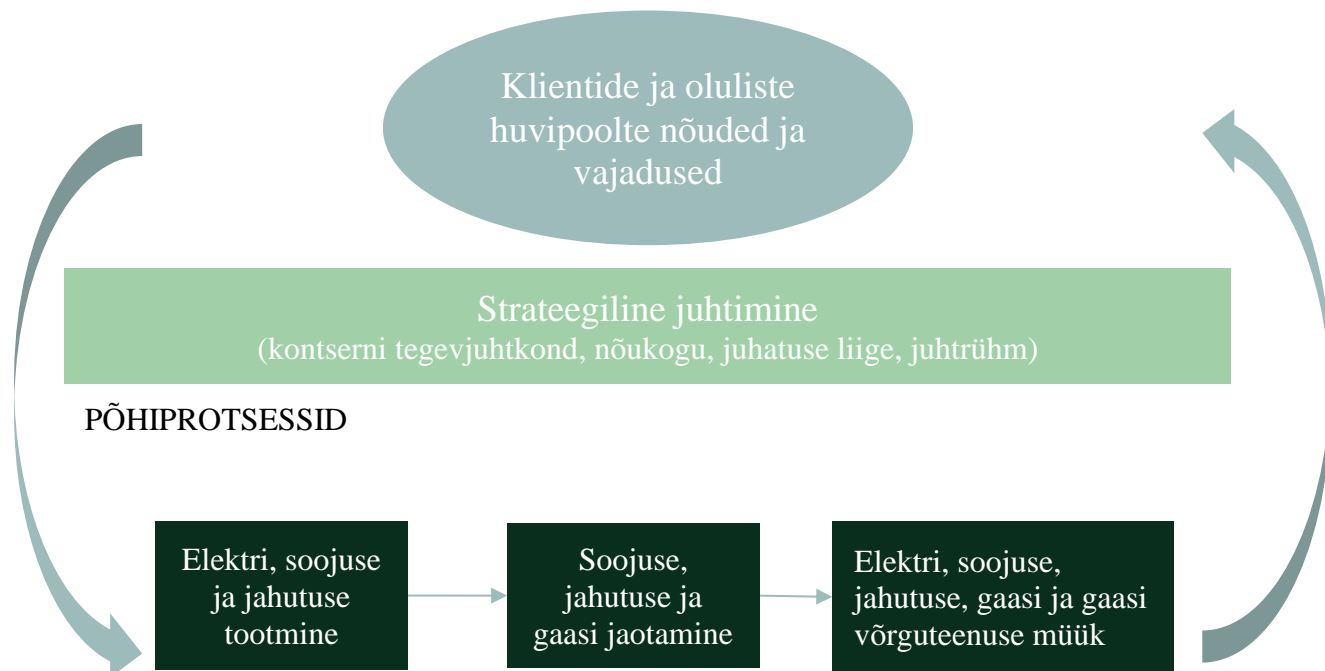 Klientide ja oluliste
huvipoolte nõuded ja
vajadused
Strateegiline juhtimine
(kontserni tegevjuhtkond, nõukogu, juhatuse liige, juhtrühm)
PÕHIPROTSESSID
Elektri, soojuse
ja jahutuse
tootmine
Soojuse,
jahutuse ja
gaasi jaotamine
Elektri, soojuse,
jahutuse, gaasi ja gaasi
võrguteenuse müük